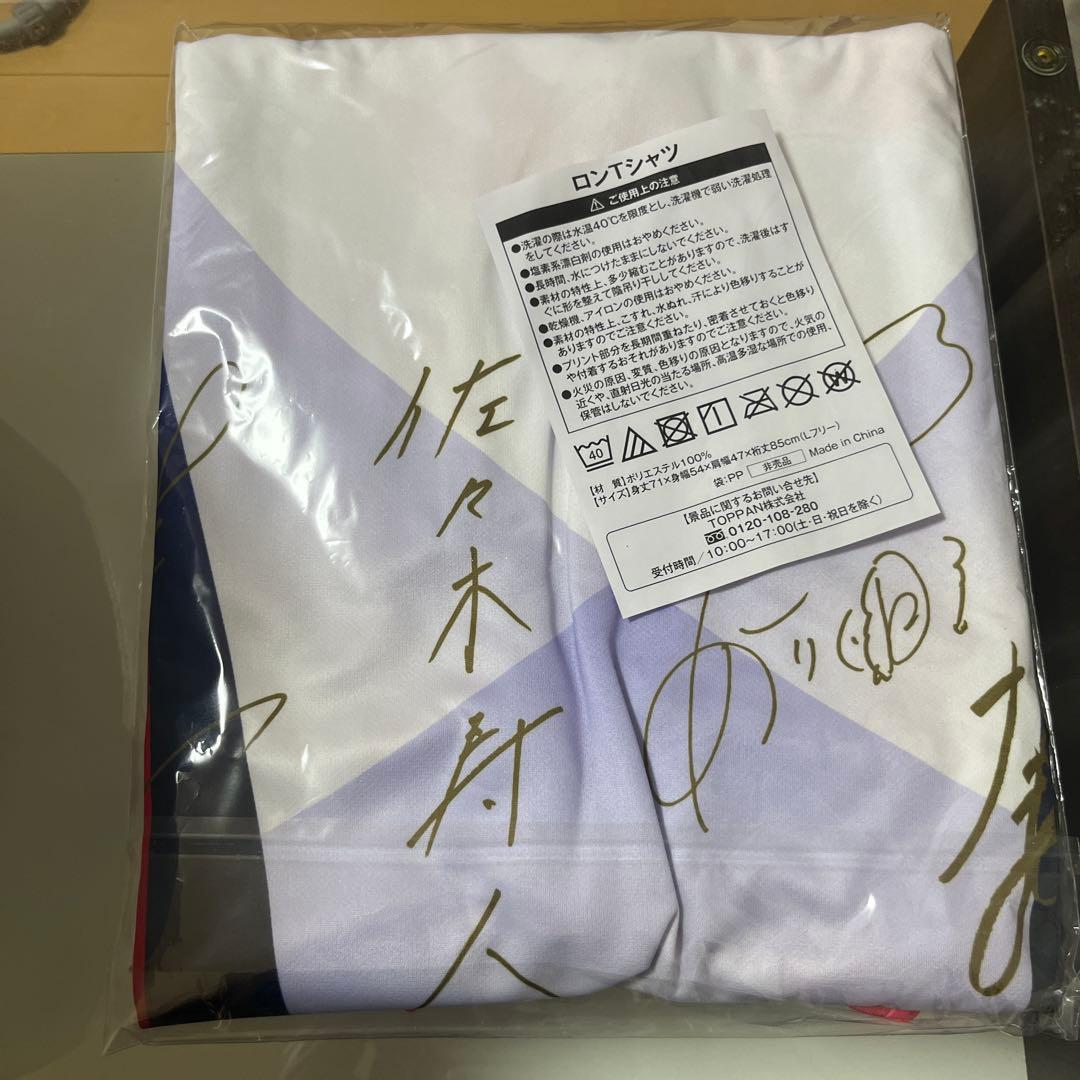 ロンTシャツ
⚠ ご使用上の注意
●洗濯の際は水温40℃を限度とし、洗濯機で弱い洗濯処理
をしてください。
●塩素系漂白剤の使用はおやめください。
●長時間、水につけたままにしないでください。
●素材の特性上、多少縮むことがありますので、洗濯後はす
ぐに形を整えて陰吊り干ししてください。
●乾燥機、アイロンの使用はおやめください。
●素材の特性上、こすれ、水ぬれ、汗により色移りすることが
ありますのでご注意ください。
●プリント部分を長期間重ねたり、密着させておくと色移り
や付着するおそれがありますのでご注意ください。
●火災の原因、変質、色移りの原因となりますので、火気の
近くや、直射日光の当たる場所、高温多湿な場所での使用、
保管はしないでください。
40
W
【材 質】ポリエステル100%
【サイズ】身丈71×身幅54×肩幅47×裄丈85cm(Lフリー)
袋:PP 非売品 Made in China
【景品に関するお問い合せ先】
TOPPAN株式会社
0120-108-280
受付時間/10:00~17:00(土・日・祝日を除く)
佐々木寿人